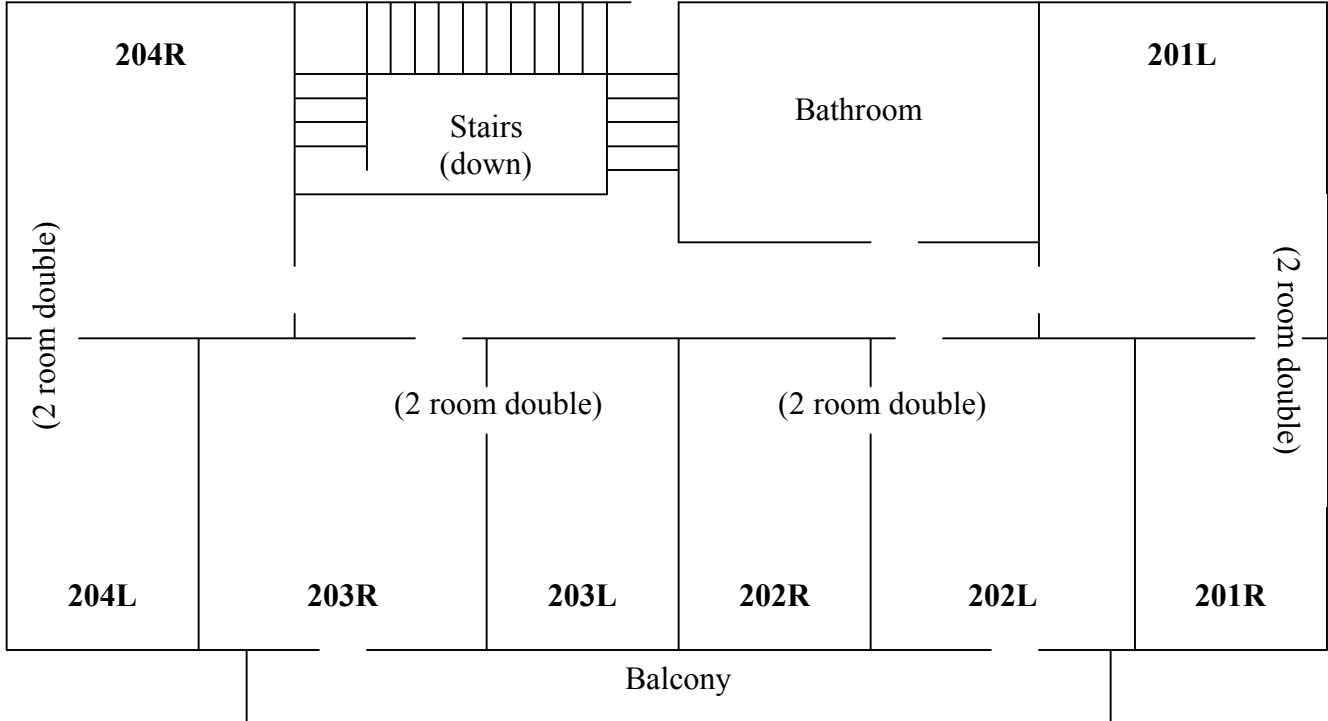 204R
201L
Bathroom
Stairs
(down)
(2 room double)
(2 room double)
(2 room double)
(2 room double)
204L
203R
203L
202R
202L
201R
Balcony